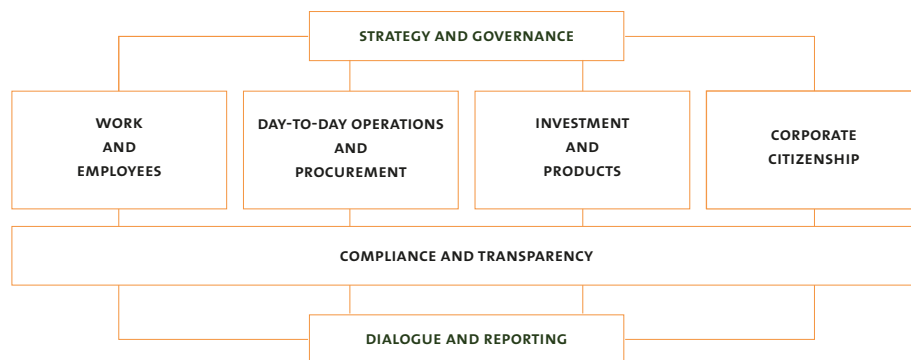 STRATEGY AND GOVERNANCE
WORK
AND
EMPLOYEES
DAY-TO-DAY OPERATIONS
AND
PROCUREMENT
INVESTMENT
AND
PRODUCTS
CORPORATE
CITIZENSHIP
COMPLIANCE AND TRANSPARENCY
DIALOGUE AND REPORTING